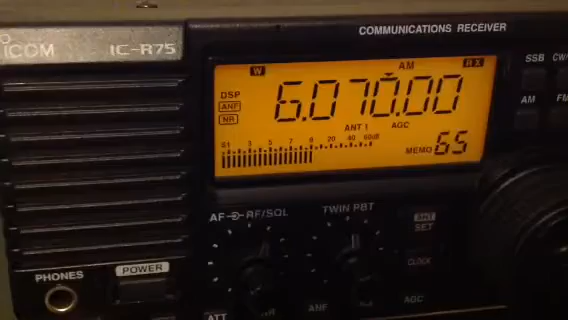 COMMUNICATIONS RECEIVER
ICOM IC-R75
W AM RX
SSB
DSP
ANF
NR
6.070.00
AM
ANT 1 AGC
S1 3 5 7 9 20 40 60dB
MEMO 65
AF RF/SQL TWIN PBT
ANT
SET
CLOCK
PHONES POWER
ATT NR ANF AGC